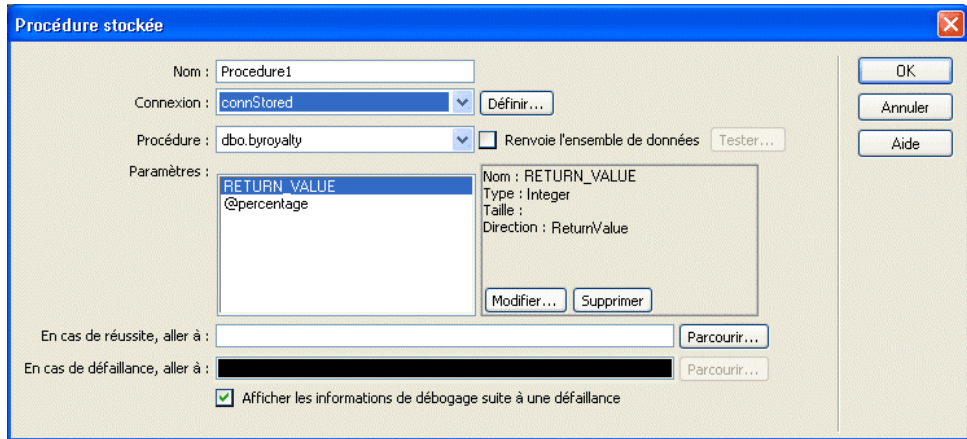 Procédure stockée
Nom : Procedure1
OK
Connexion : connStored Définir...
Annuler
Procédure : dbo.byroyalty Renvoie l'ensemble de données Tester...
Aide
Paramètres :
RETURN_VALUE
@percentage
Nom : RETURN_VALUE
Type : Integer
Taille :
Direction : ReturnValue
Modifier... Supprimer
En cas de réussite, aller à : Parcourir...
En cas de défaillance, aller à : Parcourir...
Afficher les informations de débogage suite à une défaillance